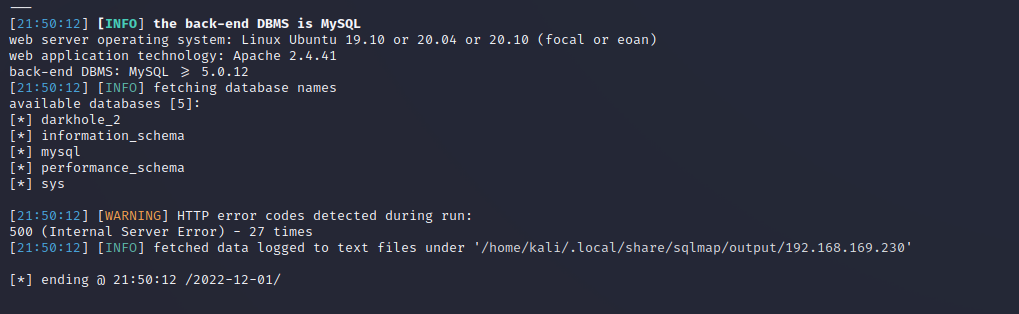 ---
[21:50:12] [INFO] the back-end DBMS is MySQL
web server operating system: Linux Ubuntu 19.10 or 20.04 or 20.10 (focal or eoan)
web application technology: Apache 2.4.41
back-end DBMS: MySQL >= 5.0.12
[21:50:12] [INFO] fetching database names
available databases [5]:
[*] darkhole_2
[*] information_schema
[*] mysql
[*] performance_schema
[*] sys
[21:50:12] [WARNING] HTTP error codes detected during run:
500 (Internal Server Error) - 27 times
[21:50:12] [INFO] fetched data logged to text files under '/home/kali/.local/share/sqlmap/output/192.168.169.230'
[*] ending @ 21:50:12 /2022-12-01/